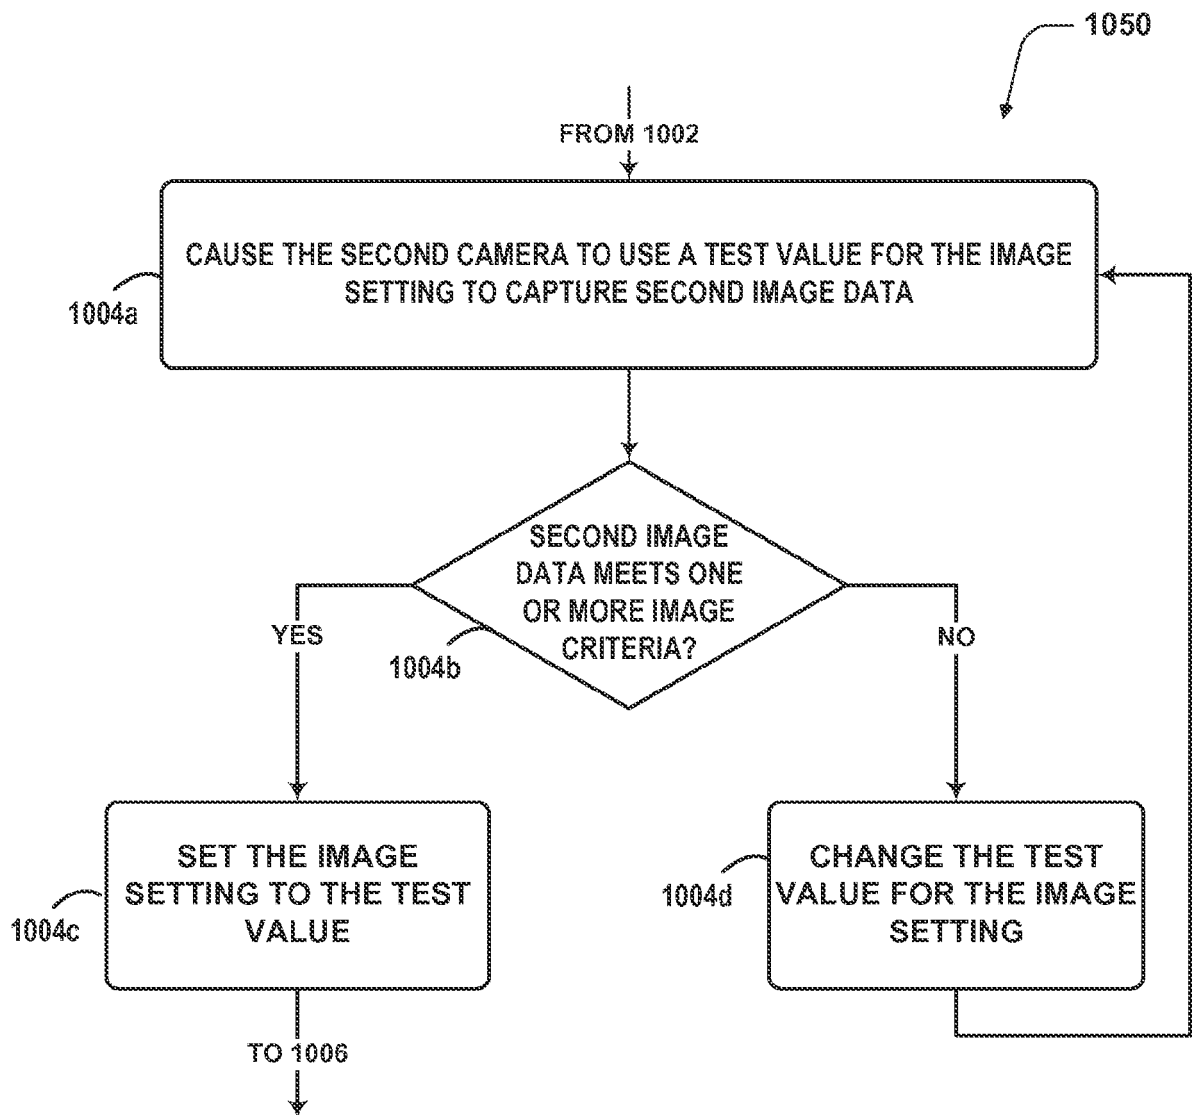 1050
FROM 1002
CAUSE THE SECOND CAMERA TO USE A TEST VALUE FOR THE IMAGE
SETTING TO CAPTURE SECOND IMAGE DATA
1004a
SECOND IMAGE
DATA MEETS ONE
OR MORE IMAGE
CRITERIA?
1004b
YES
NO
SET THE IMAGE
SETTING TO THE TEST
VALUE
1004c
CHANGE THE TEST
VALUE FOR THE IMAGE
SETTING
1004d
TO 1006